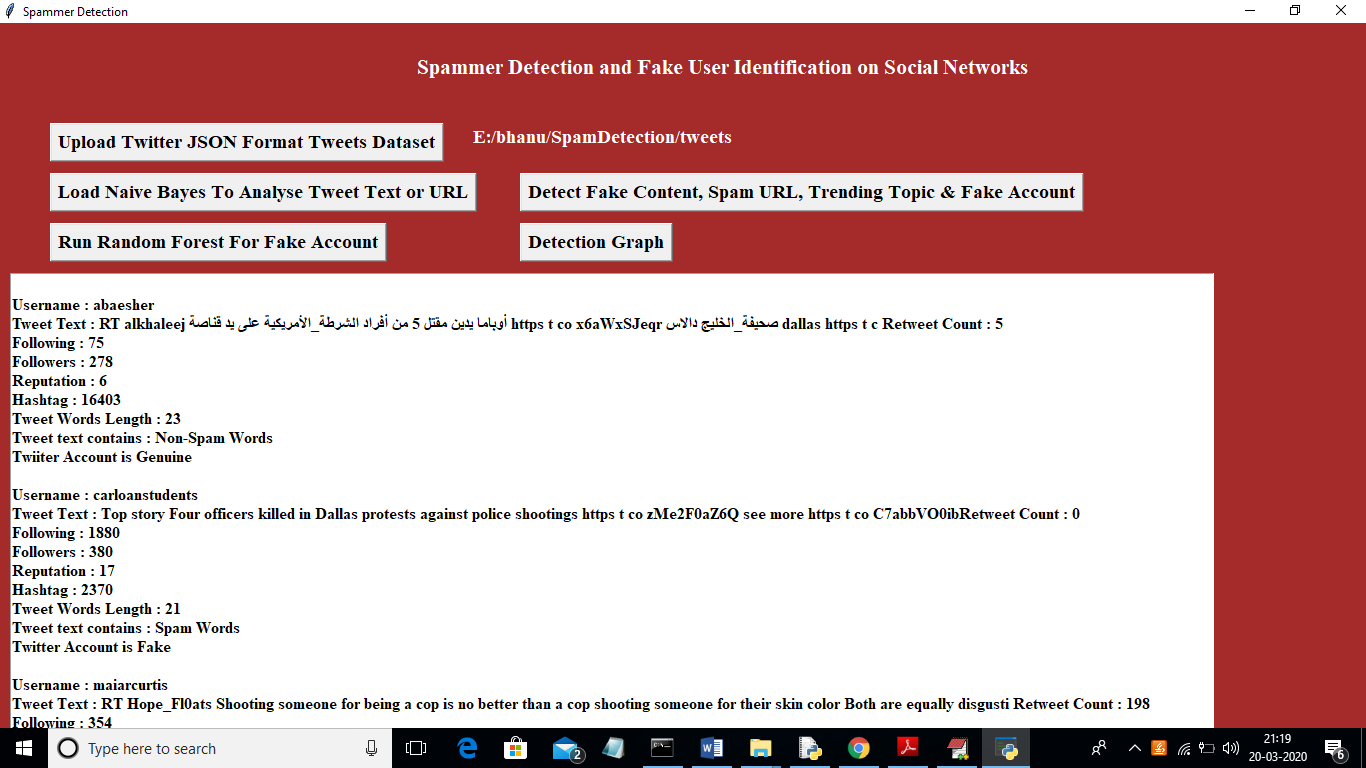 Spammer Detection
Spammer Detection and Fake User Identification on Social Networks
Upload Twitter JSON Format Tweets Dataset
E:/bhanu/SpamDetection/tweets
Load Naive Bayes To Analyse Tweet Text or URL
Detect Fake Content, Spam URL, Trending Topic & Fake Account
Run Random Forest For Fake Account
Detection Graph
Username : abaesher
Tweet Text : RT alkhaleej أوباما يدين مقتل 5 من أفراد الشرطة_الأمريكية على يد قناصة https t co x6aWxSJeqr صحيفة_الخليج دالاس dallas https t c Retweet Count : 5
Following : 75
Followers : 278
Reputation : 6
Hashtag : 16403
Tweet Words Length : 23
Tweet text contains : Non-Spam Words
Twiiter Account is Genuine
Username : carloanstudents
Tweet Text : Top story Four officers killed in Dallas protests against police shootings https t co zMe2F0aZ6Q see more https t co C7abbVO0ibRetweet Count : 0
Following : 1880
Followers : 380
Reputation : 17
Hashtag : 2370
Tweet Words Length : 21
Tweet text contains : Spam Words
Twitter Account is Fake
Username : maiarcurtis
Tweet Text : RT Hope_Fl0ats Shooting someone for being a cop is no better than a cop shooting someone for their skin color Both are equally disgusti Retweet Count : 198
Following : 354
Type here to search
2
21:19
20-03-2020
6